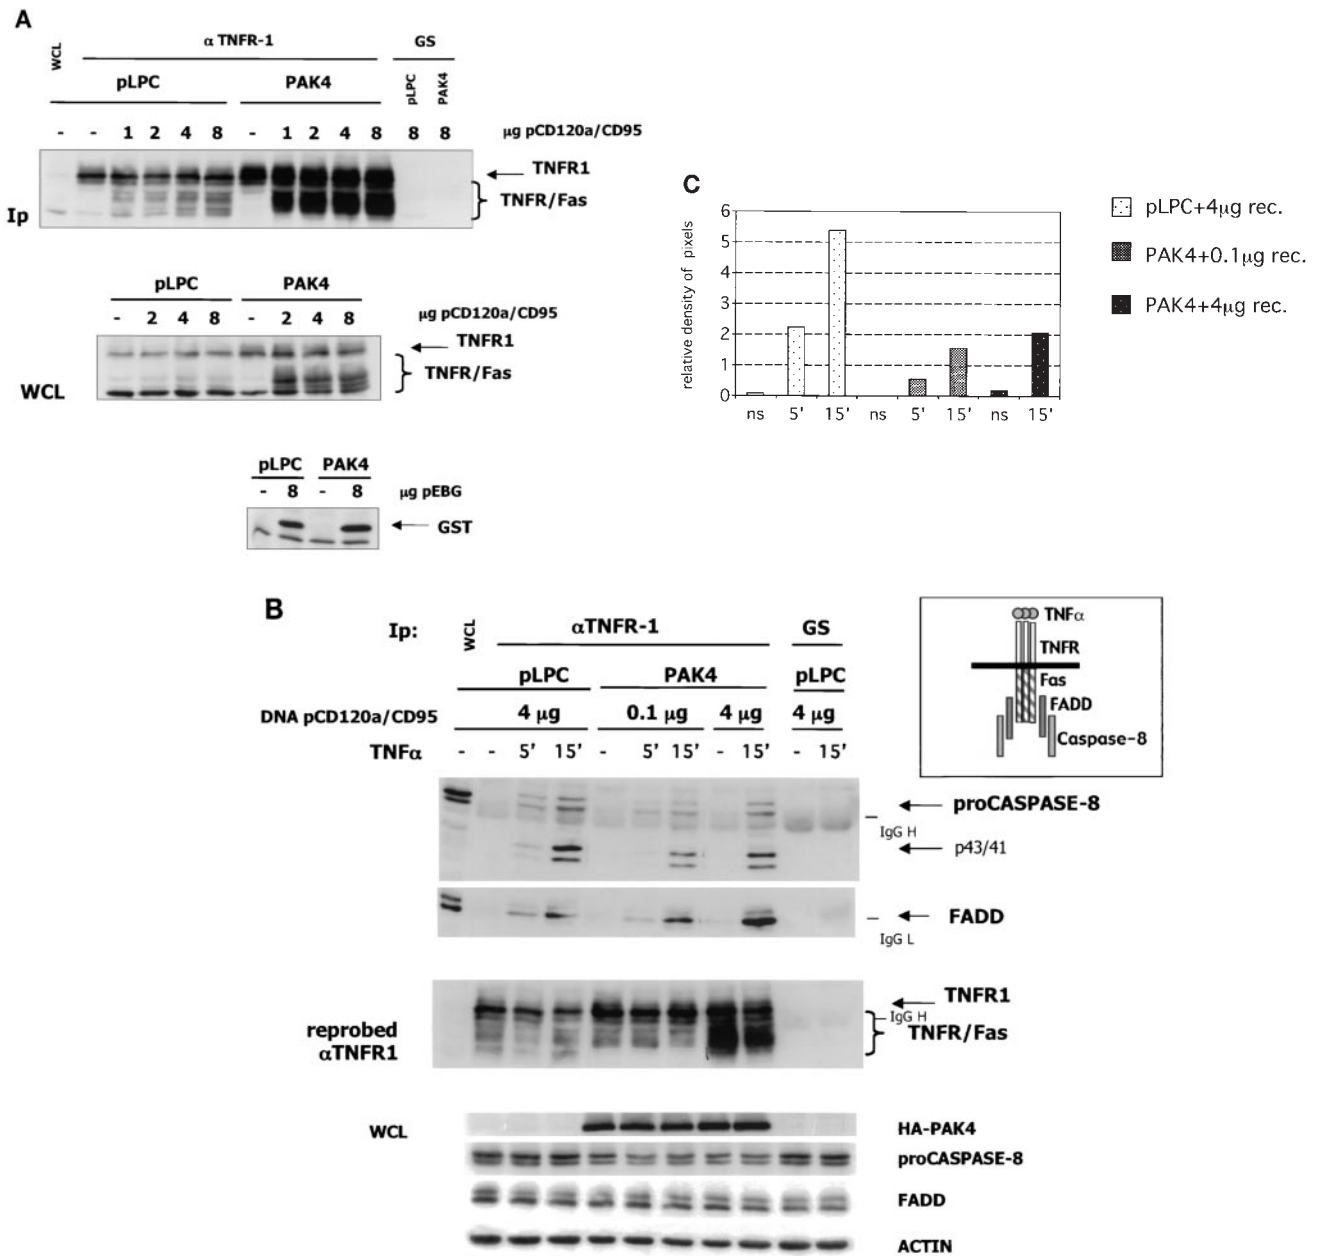 A
WCL
α TNFR-1
GS
pLPC
PAK4
pLPC
PAK4
- - 1 2 4 8 - 1 2 4 8 8 8 μg pCD120a/CD95
TNFR1
TNFR/Fas
Ip
pLPC PAK4
- 2 4 8 - 2 4 8 μg pCD120a/CD95
TNFR1
TNFR/Fas
WCL
pLPC PAK4
- 8 - 8 μg pEBG
GST
C
relative density of pixels
6
5
4
3
2
1
0
ns 5' 15' ns 5' 15' ns 15'
pLPC+4μg rec.
PAK4+0.1μg rec.
PAK4+4μg rec.
B
Ip: WCL αTNFR-1 GS
pLPC PAK4 pLPC
DNA pCD120a/CD95 4 μg 0.1 μg 4 μg 4 μg
TNFα - - 5' 15' - 5' 15' - 15' - 15'
proCASPASE-8
IgG H
p43/41
FADD
IgG L
TNFR1
IgG H
TNFR/Fas
reprobed
αTNFR1
WCL
HA-PAK4
proCASPASE-8
FADD
ACTIN
TNFα
TNFR
Fas
FADD
Caspase-8